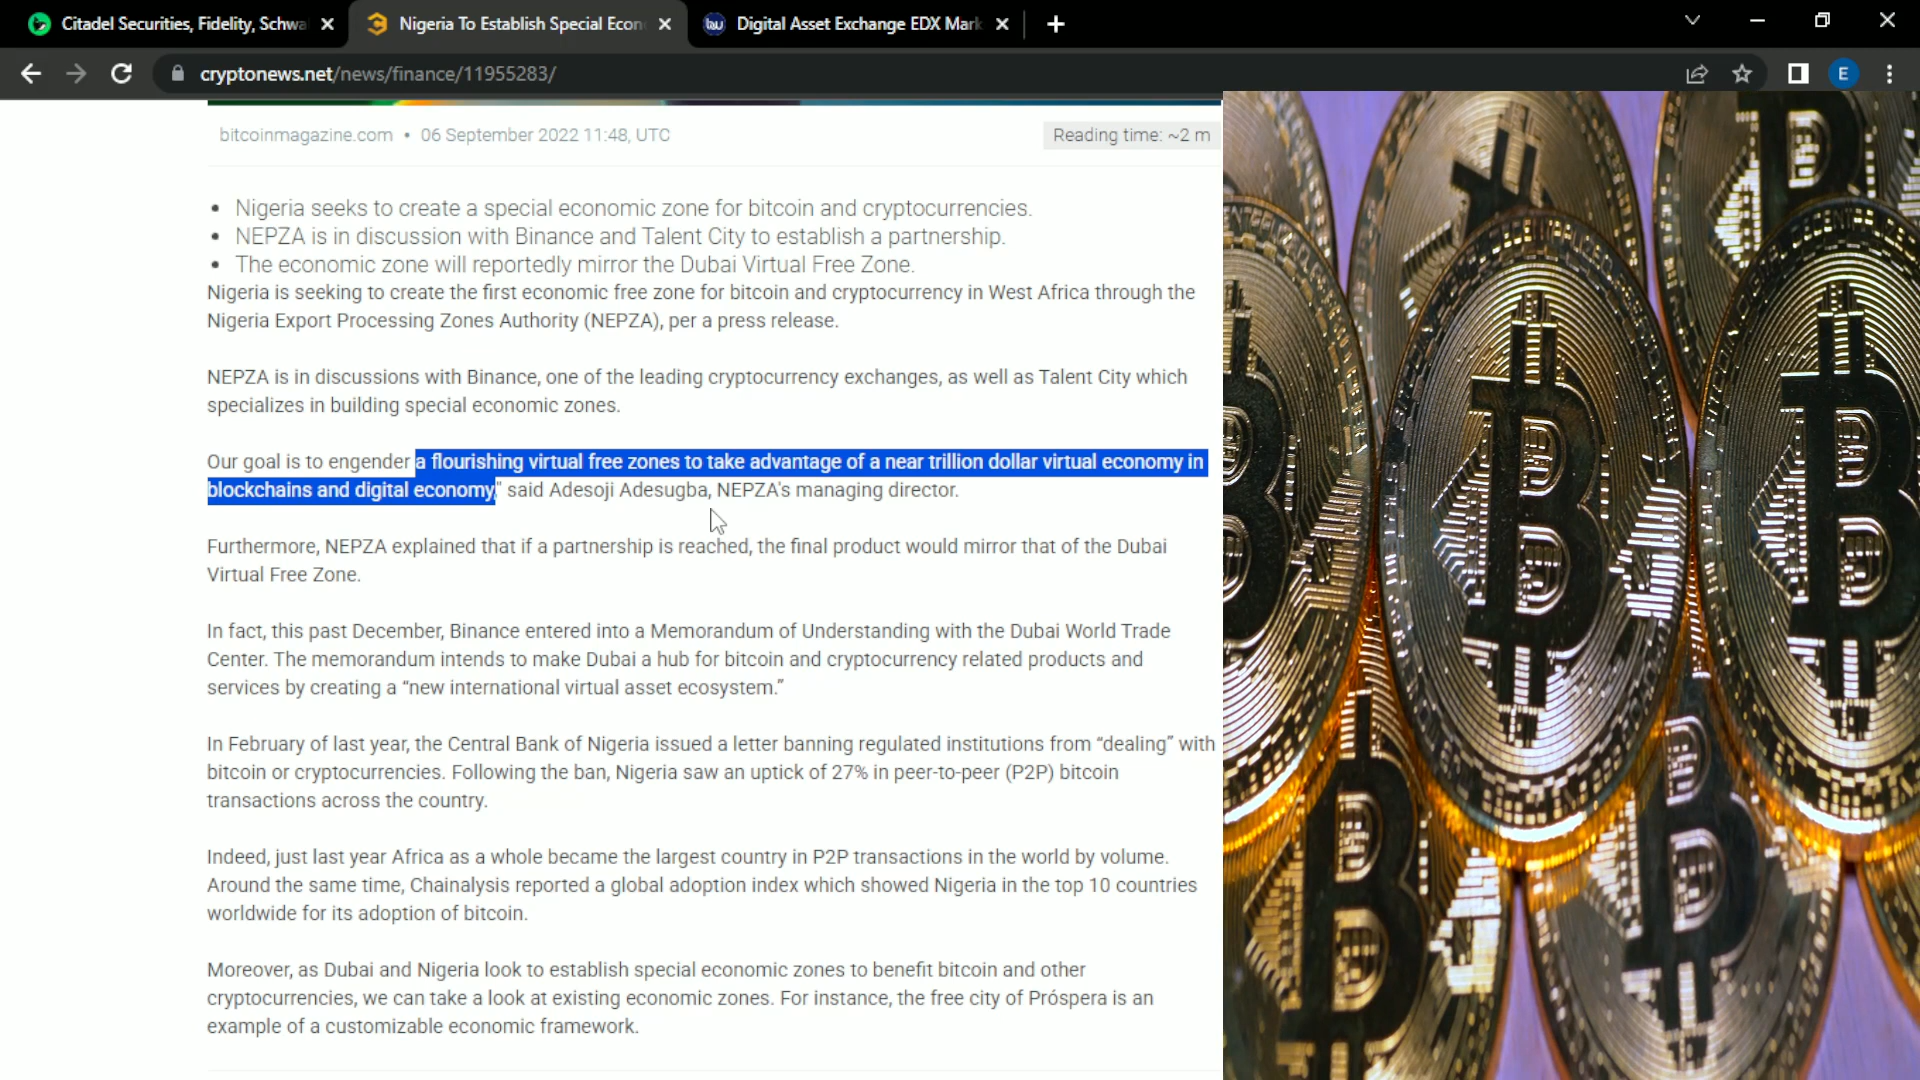 Citadel Securities, Fidelity, Schwa
Nigeria To Establish Special Econ
Digital Asset Exchange EDX Mark
cryptonews.net/news/finance/11955283/
E
bitcoinmagazine.com • 06 September 2022 11:48, UTC
Reading time: ~2 m
• Nigeria seeks to create a special economic zone for bitcoin and cryptocurrencies.
• NEPZA is in discussion with Binance and Talent City to establish a partnership.
• The economic zone will reportedly mirror the Dubai Virtual Free Zone.
Nigeria is seeking to create the first economic free zone for bitcoin and cryptocurrency in West Africa through the
Nigeria Export Processing Zones Authority (NEPZA), per a press release.
NEPZA is in discussions with Binance, one of the leading cryptocurrency exchanges, as well as Talent City which
specializes in building special economic zones.
Our goal is to engender a flourishing virtual free zones to take advantage of a near trillion dollar virtual economy in
blockchains and digital economy," said Adesoji Adesugba, NEPZA's managing director.
Furthermore, NEPZA explained that if a partnership is reached, the final product would mirror that of the Dubai
Virtual Free Zone.
In fact, this past December, Binance entered into a Memorandum of Understanding with the Dubai World Trade
Center. The memorandum intends to make Dubai a hub for bitcoin and cryptocurrency related products and
services by creating a “new international virtual asset ecosystem.”
In February of last year, the Central Bank of Nigeria issued a letter banning regulated institutions from “dealing” with
bitcoin or cryptocurrencies. Following the ban, Nigeria saw an uptick of 27% in peer-to-peer (P2P) bitcoin
transactions across the country.
Indeed, just last year Africa as a whole became the largest country in P2P transactions in the world by volume.
Around the same time, Chainalysis reported a global adoption index which showed Nigeria in the top 10 countries
worldwide for its adoption of bitcoin.
Moreover, as Dubai and Nigeria look to establish special economic zones to benefit bitcoin and other
cryptocurrencies, we can take a look at existing economic zones. For instance, the free city of Próspera is an
example of a customizable economic framework.